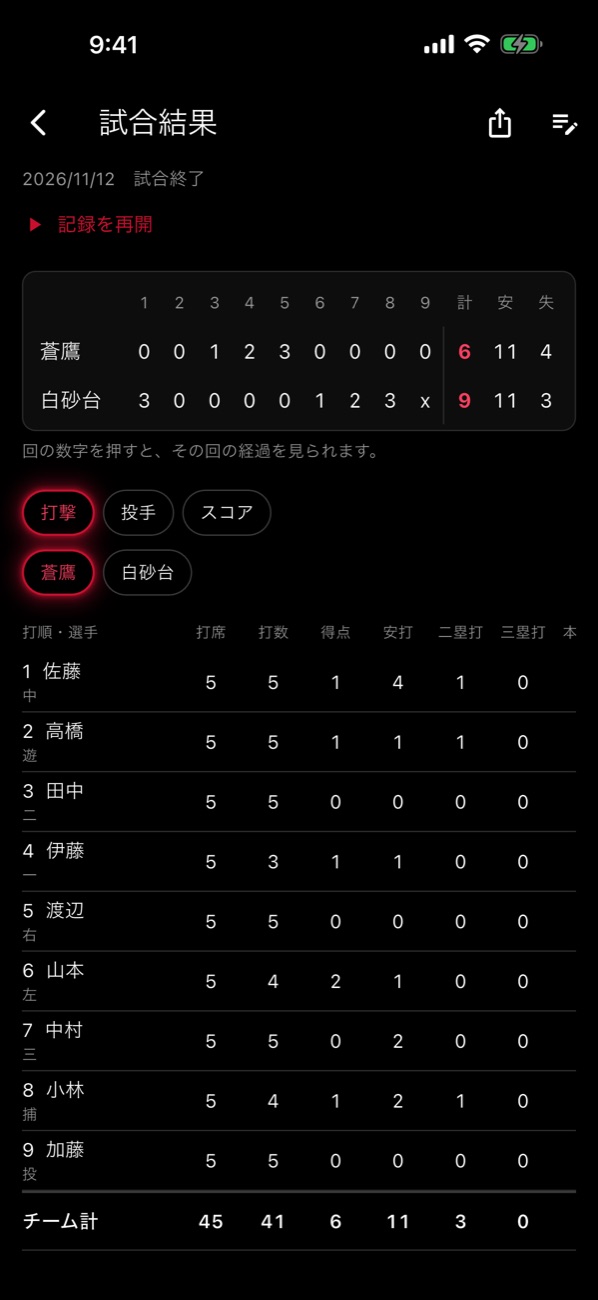 9:41
試合結果
2026/11/12 試合終了
記録を再開
1 2 3 4 5 6 7 8 9 計 安 失
蒼鷹 0 0 1 2 3 0 0 0 0 6 11 4
白砂台 3 0 0 0 0 1 2 3 x 9 11 3
回の数字を押すと、その回の経過を見られます。
打撃 投手 スコア
蒼鷹 白砂台
打順・選手 打席 打数 得点 安打 二塁打 三塁打 本
1 佐藤 5 5 1 4 1 0
中
2 高橋 5 5 1 1 1 0
遊
3 田中 5 5 0 0 0 0
二
4 伊藤 5 3 1 1 0 0
一
5 渡辺 5 5 0 0 0 0
右
6 山本 5 4 2 1 0 0
左
7 中村 5 5 0 2 0 0
三
8 小林 5 4 1 2 1 0
捕
9 加藤 5 5 0 0 0 0
投
チーム計 45 41 6 11 3 0